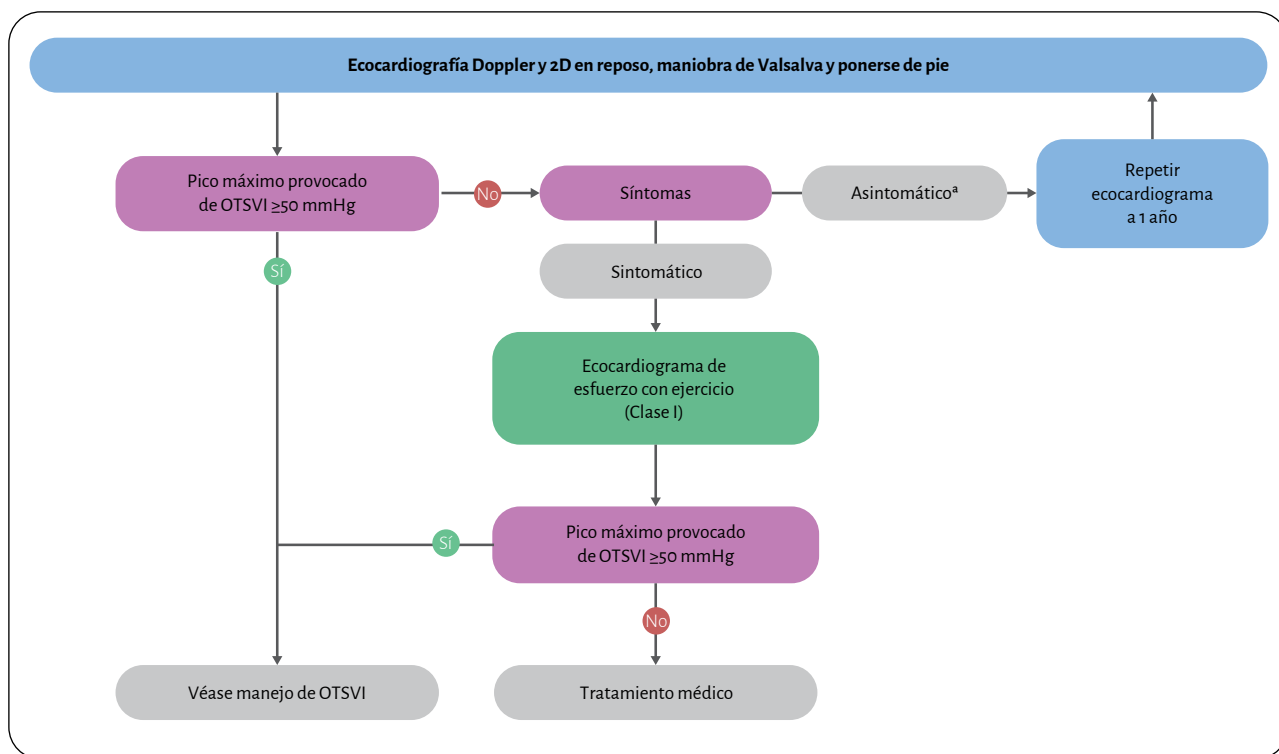 Ecocardiografía Doppler y 2D en reposo, maniobra de Valsalva y ponerse de pie
Pico máximo provocado
de OTSVI ≥50 mmHg
No
Síntomas
Asintomáticoª
Repetir
ecocardiograma
a 1 año
Sí
Sintomático
Ecocardiograma de
esfuerzo con ejercicio
(Clase I)
Pico máximo provocado
de OTSVI ≥50 mmHg
Sí
No
Véase manejo de OTSVI
Tratamiento médico